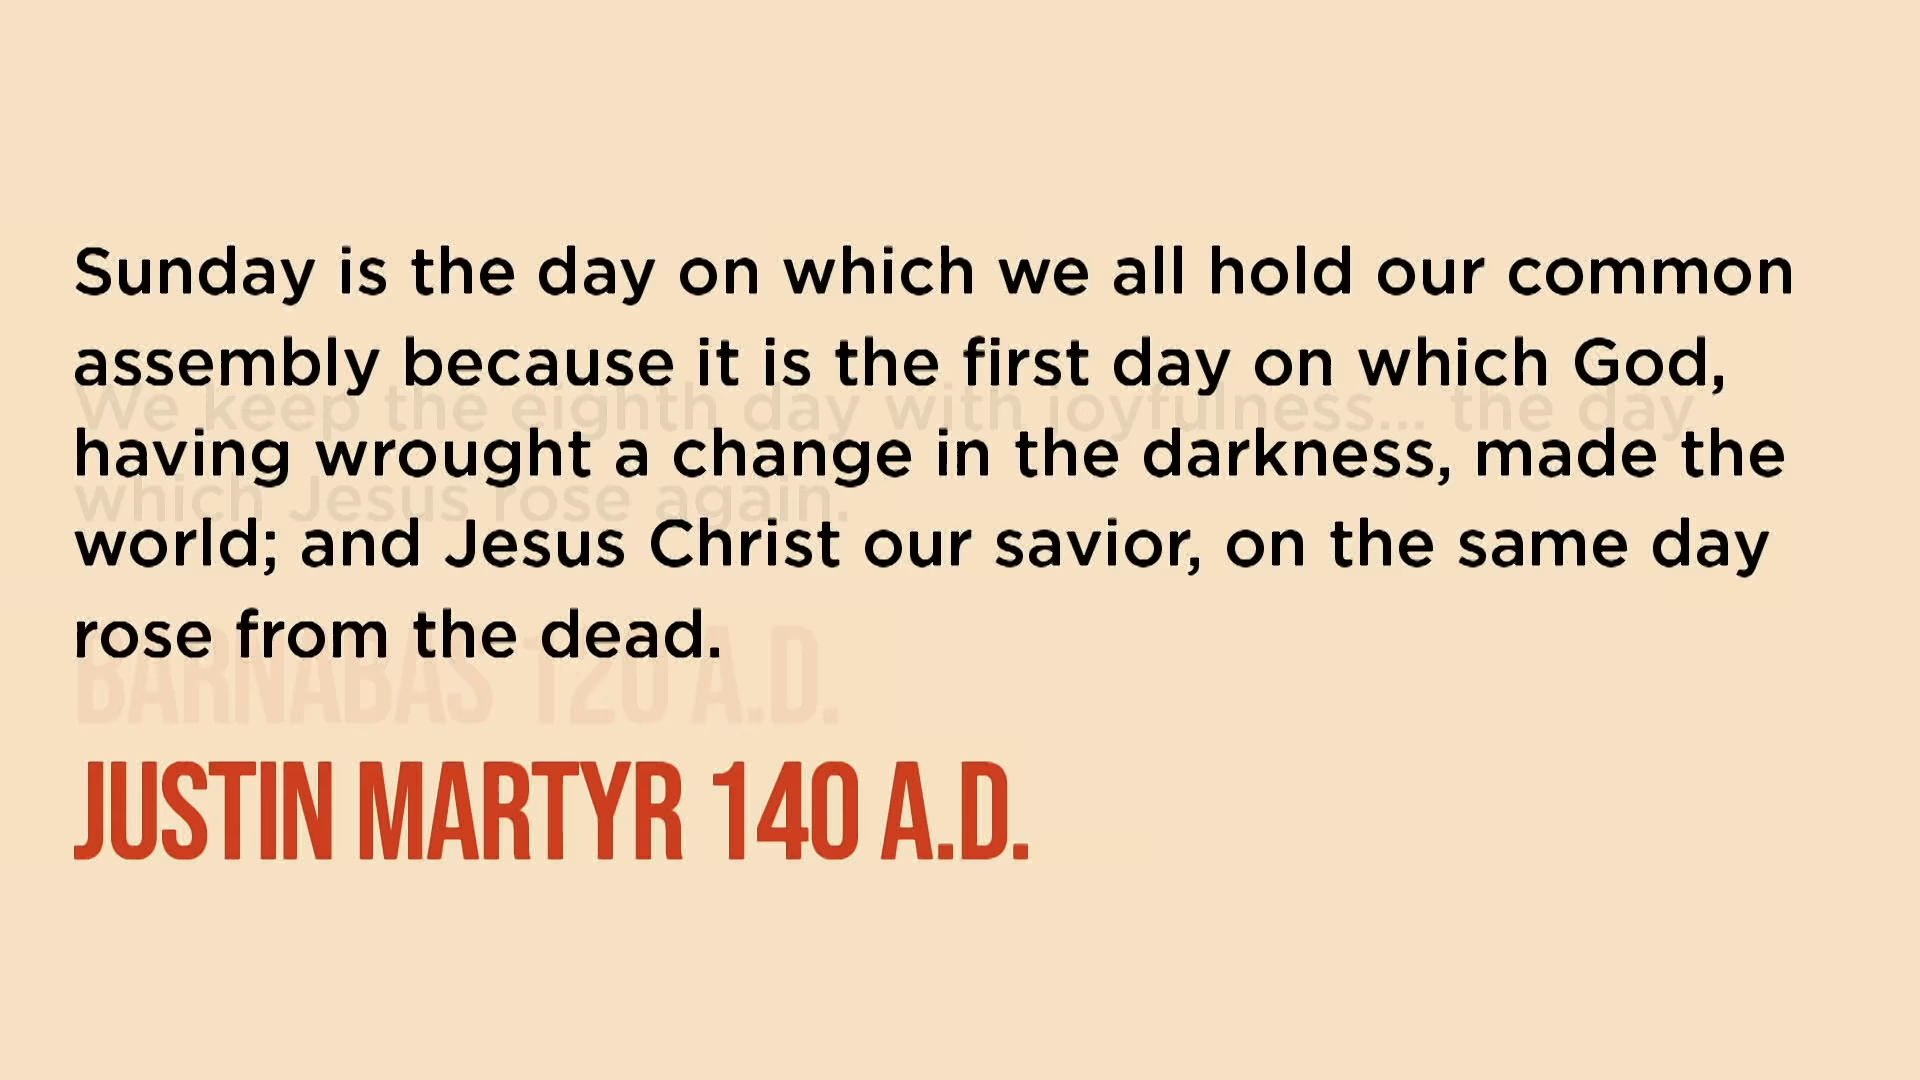 Sunday is the day on which we all hold our common
assembly because it is the first day on which God,
We keep the eighth day with joyfulness... the day
having wrought a change in the darkness, made the
which Jesus rose again.
world; and Jesus Christ our savior, on the same day
rose from the dead.
BARNABAS 120 A.D.
JUSTIN MARTYR 140 A.D.